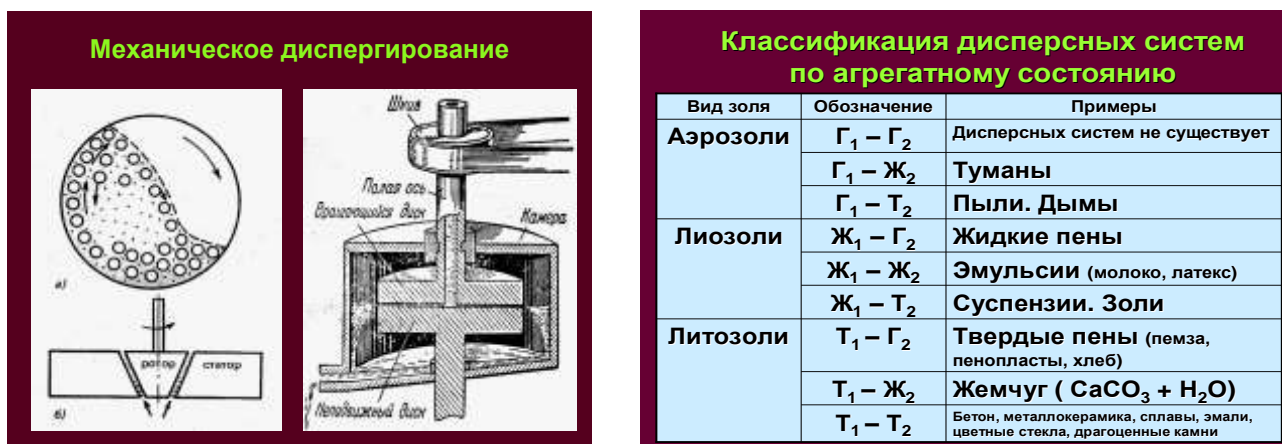 Механическое диспергирование
Шкив
Полая ось
Вращающийся диск
Камера
Неподвижный диск
а)
ротор
статор
б)
Классификация дисперсных систем
по агрегатному состоянию
Вид золя Обозначение Примеры
Аэрозоли Г₁ – Г₂ Дисперсных систем не существует
Г₁ – Ж₂ Туманы
Г₁ – Т₂ Пыли. Дымы
Лиозоли Ж₁ – Г₂ Жидкие пены
Ж₁ – Ж₂ Эмульсии (молоко, латекс)
Ж₁ – Т₂ Суспензии. Золи
Литозоли Т₁ – Г₂ Твердые пены (пемза,
пенопласты, хлеб)
Т₁ – Ж₂ Жемчуг ( CaCO₃ + H₂O)
Т₁ – Т₂ Бетон, металлокерамика, сплавы, эмали,
цветные стекла, драгоценные камни